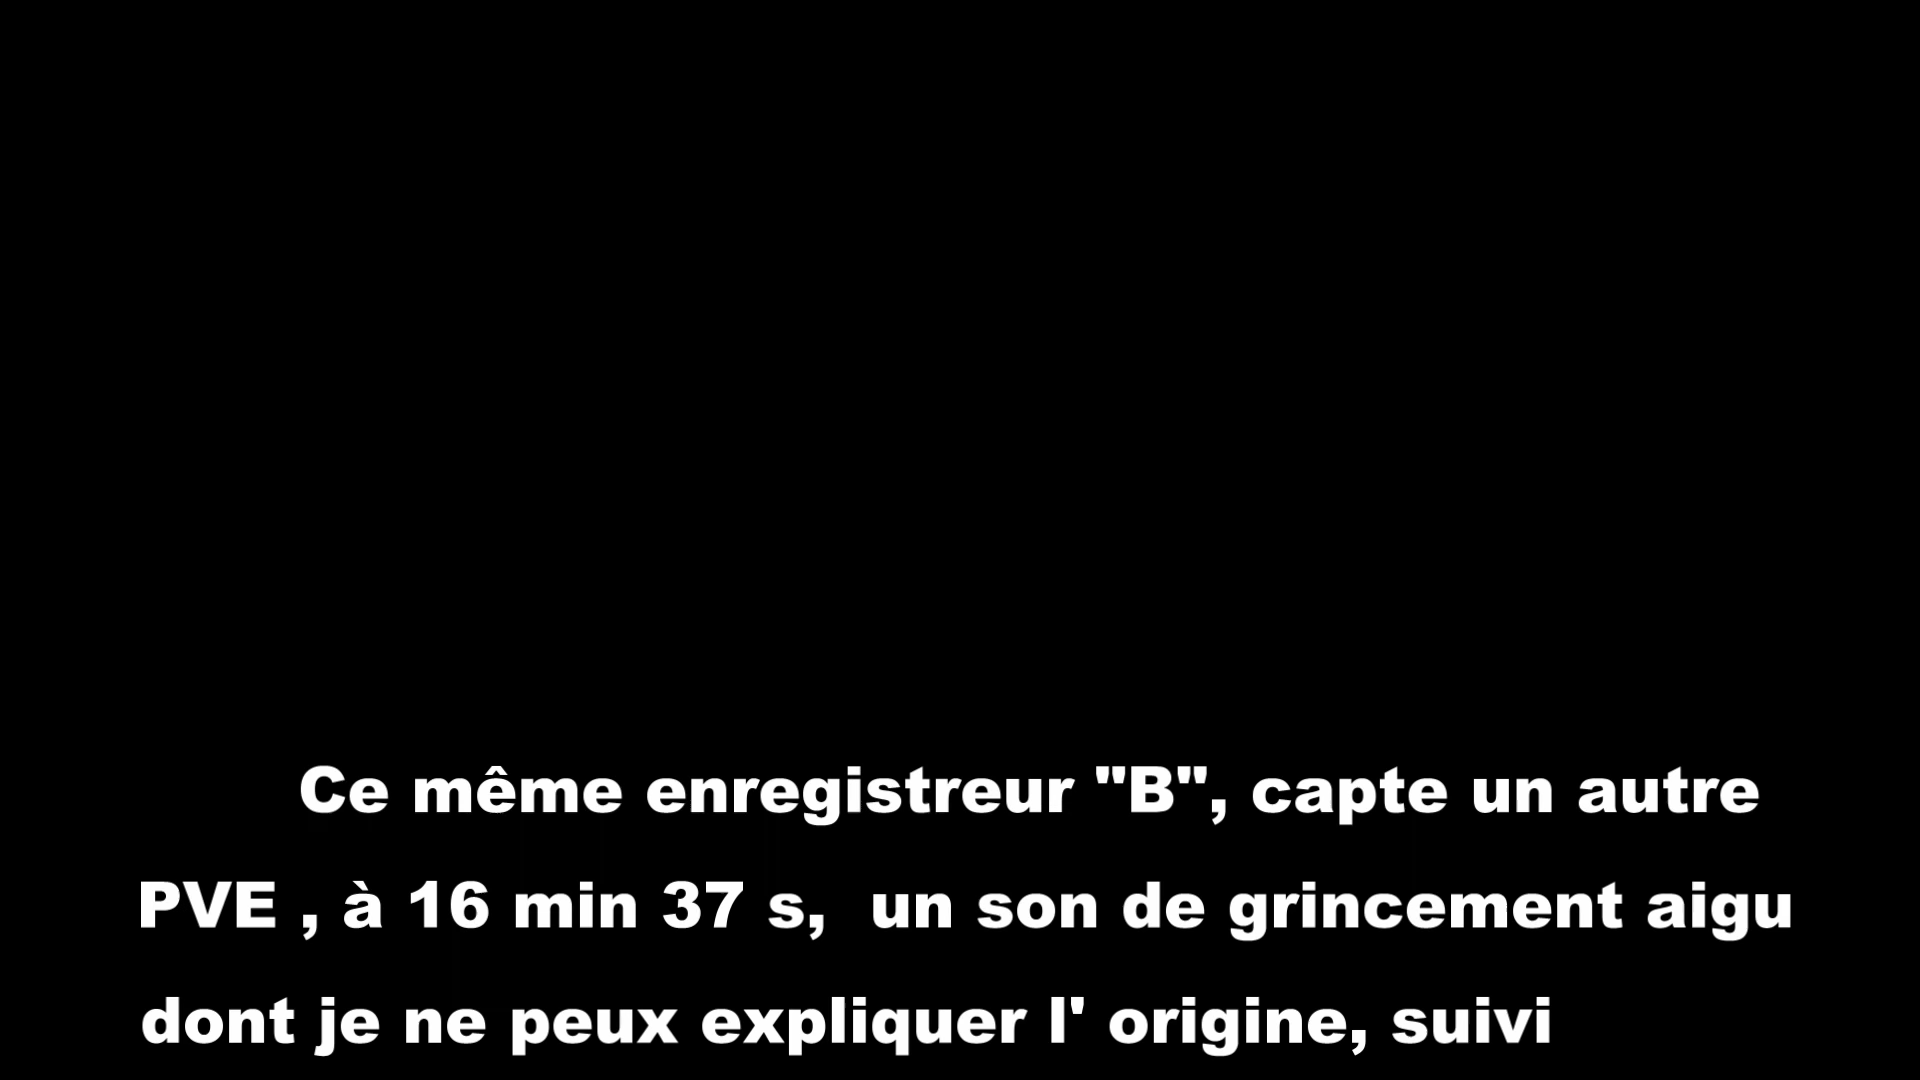 Ce même enregistreur "B", capte un autre
PVE , à 16 min 37 s,  un son de grincement aigu
dont je ne peux expliquer l' origine, suivi